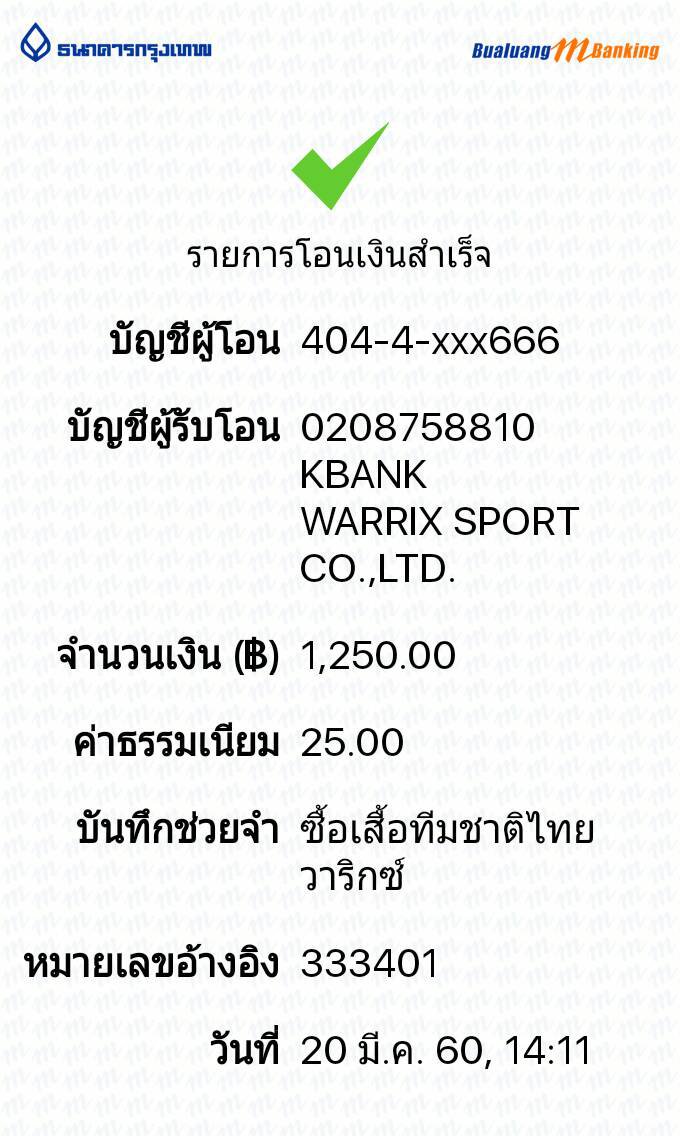 ธนาคารกรุงเทพ
Bualuang mBanking
รายการโอนเงินสำเร็จ
บัญชีผู้โอน 404-4-xxx666
บัญชีผู้รับโอน 0208758810
KBANK
WARRIX SPORT
CO.,LTD.
จำนวนเงิน (฿) 1,250.00
ค่าธรรมเนียม 25.00
บันทึกช่วยจำ ซื้อเสื้อทีมชาติไทย
วาริกซ์
หมายเลขอ้างอิง 333401
วันที่ 20 มี.ค. 60, 14:11